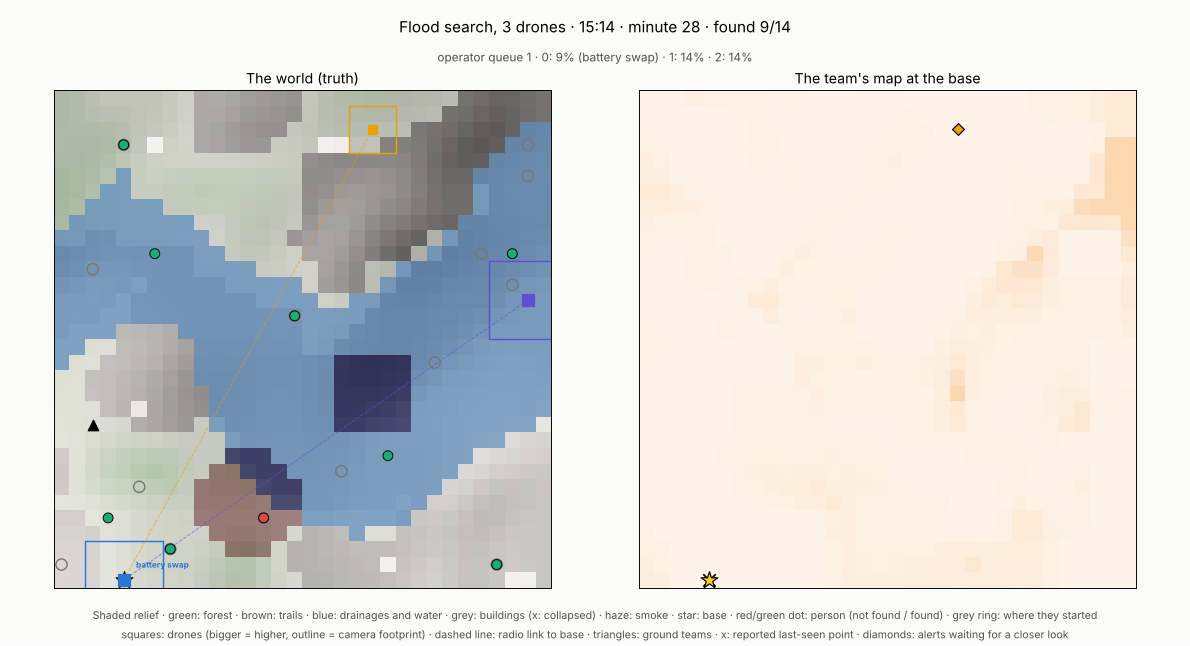 Flood search, 3 drones · 15:14 · minute 28 · found 9/14
operator queue 1 · 0: 9% (battery swap) · 1: 14% · 2: 14%
The world (truth)
The team's map at the base
battery swap
Shaded relief · green: forest · brown: trails · blue: drainages and water · grey: buildings (x: collapsed) · haze: smoke · star: base · red/green dot: person (not found / found) · grey ring: where they started
squares: drones (bigger = higher, outline = camera footprint) · dashed line: radio link to base · triangles: ground teams · x: reported last-seen point · diamonds: alerts waiting for a closer look